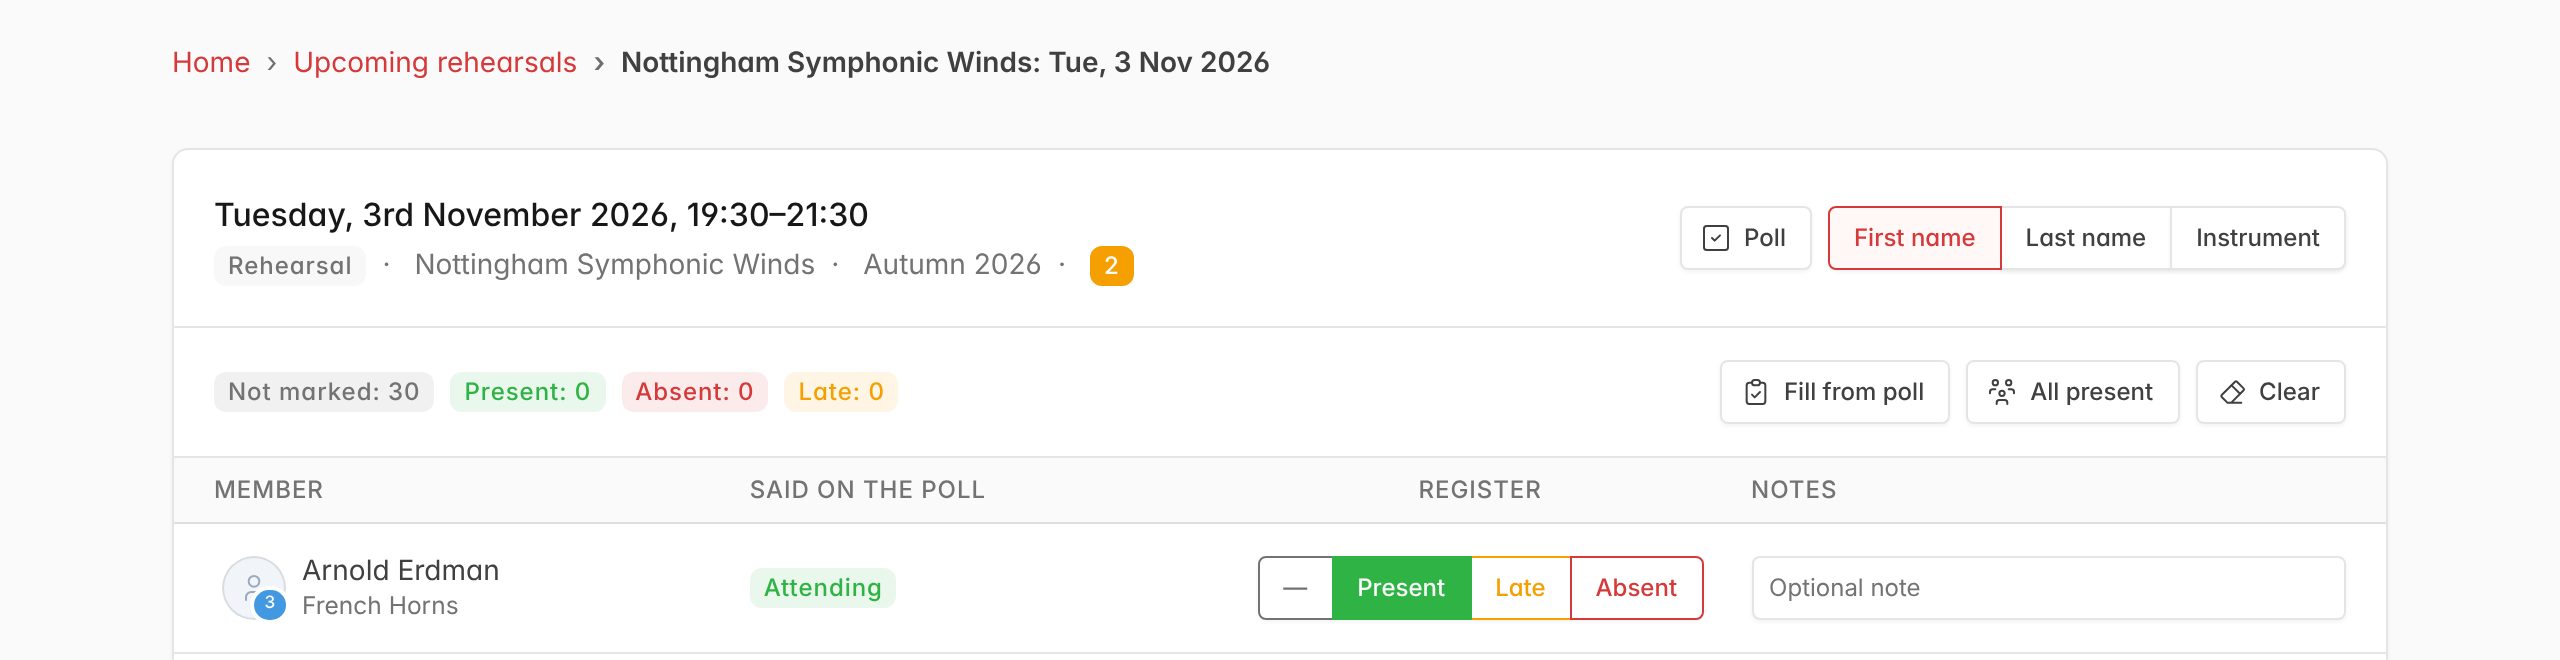 Home › Upcoming rehearsals › Nottingham Symphonic Winds: Tue, 3 Nov 2026
Tuesday, 3rd November 2026, 19:30–21:30
Rehearsal · Nottingham Symphonic Winds · Autumn 2026 · 2
Poll
First name
Last name
Instrument
Not marked: 30
Present: 0
Absent: 0
Late: 0
Fill from poll
All present
Clear
MEMBER
SAID ON THE POLL
REGISTER
NOTES
Arnold Erdman
3
French Horns
Attending
—
Present
Late
Absent
Optional note